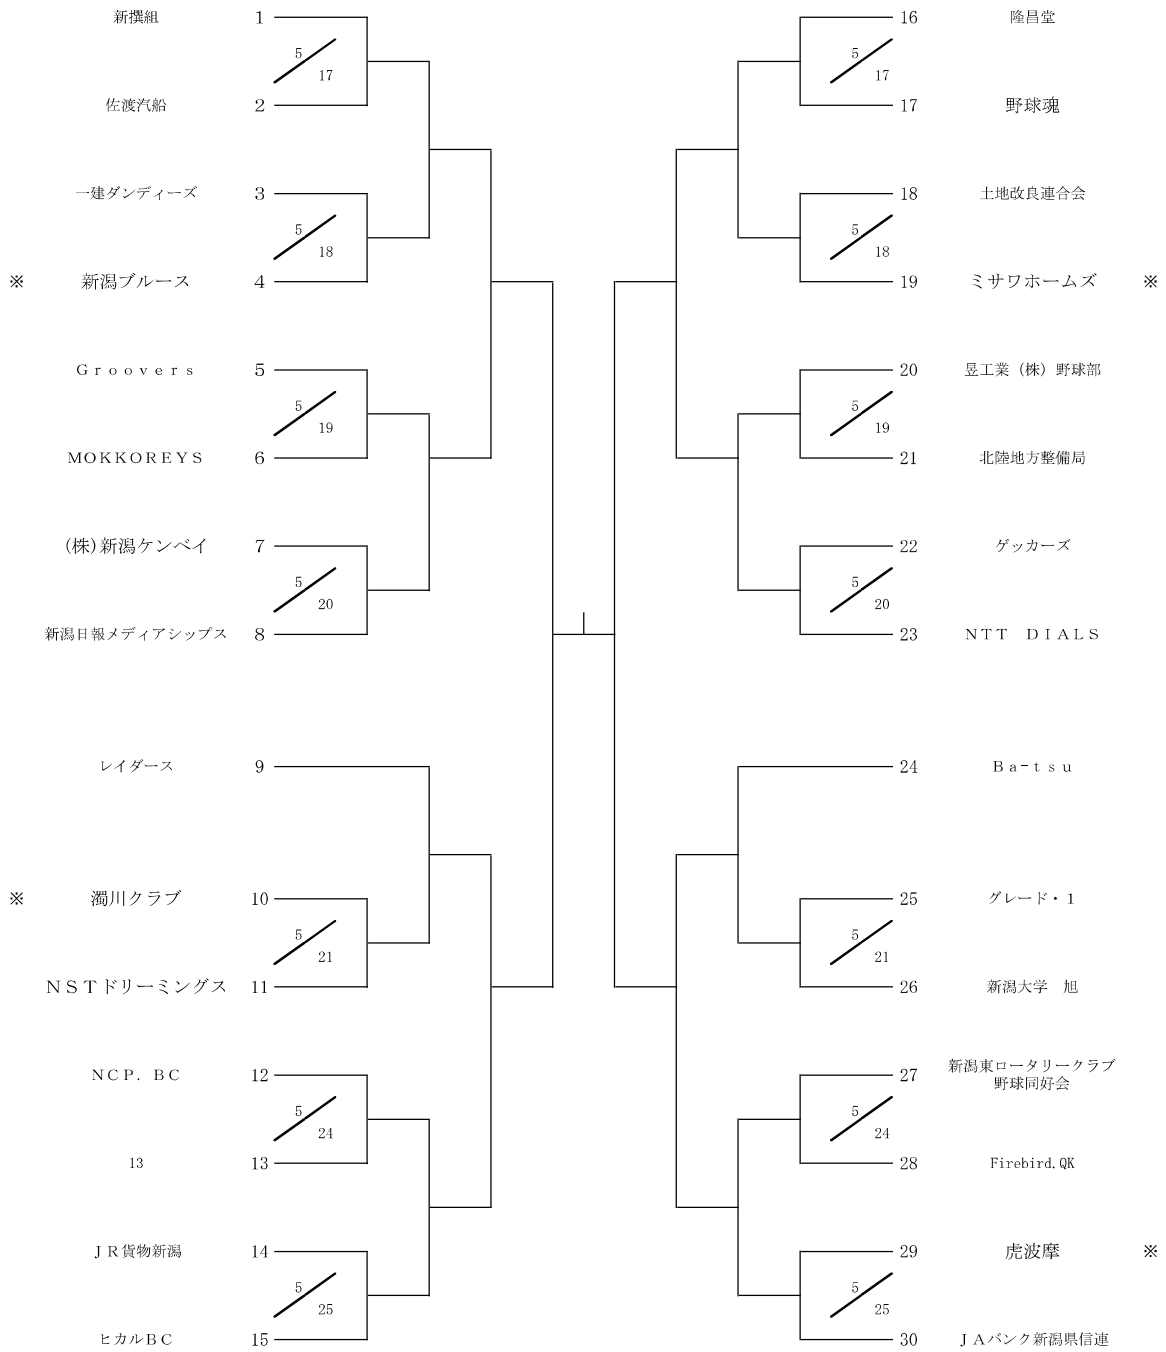 新撰組 1
5/17
佐渡汽船 2
一建ダンディーズ 3
5/18
※ 新潟ブルース 4
Ｇｒｏｏｖｅｒｓ 5
5/19
ＭＯＫＫＯＲＥＹＳ 6
(株)新潟ケンベイ 7
5/20
新潟日報メディアシップス 8
レイダース 9
※ 濁川クラブ 10
5/21
ＮＳＴドリーミングス 11
ＮＣＰ．ＢＣ 12
5/24
13 13
ＪＲ貨物新潟 14
5/25
ヒカルＢＣ 15
16 隆昌堂
5/17
17 野球魂
18 土地改良連合会
5/18
19 ミサワホームズ ※
20 昱工業（株）野球部
5/19
21 北陸地方整備局
22 ゲッカーズ
5/20
23 ＮＴＴ　ＤＩＡＬＳ
24 Ｂａ－ｔｓｕ
25 グレード・１
5/21
26 新潟大学　旭
27 新潟東ロータリークラブ
野球同好会
5/24
28 Firebird.QK
29 虎波摩 ※
5/25
30 ＪＡバンク新潟県信連